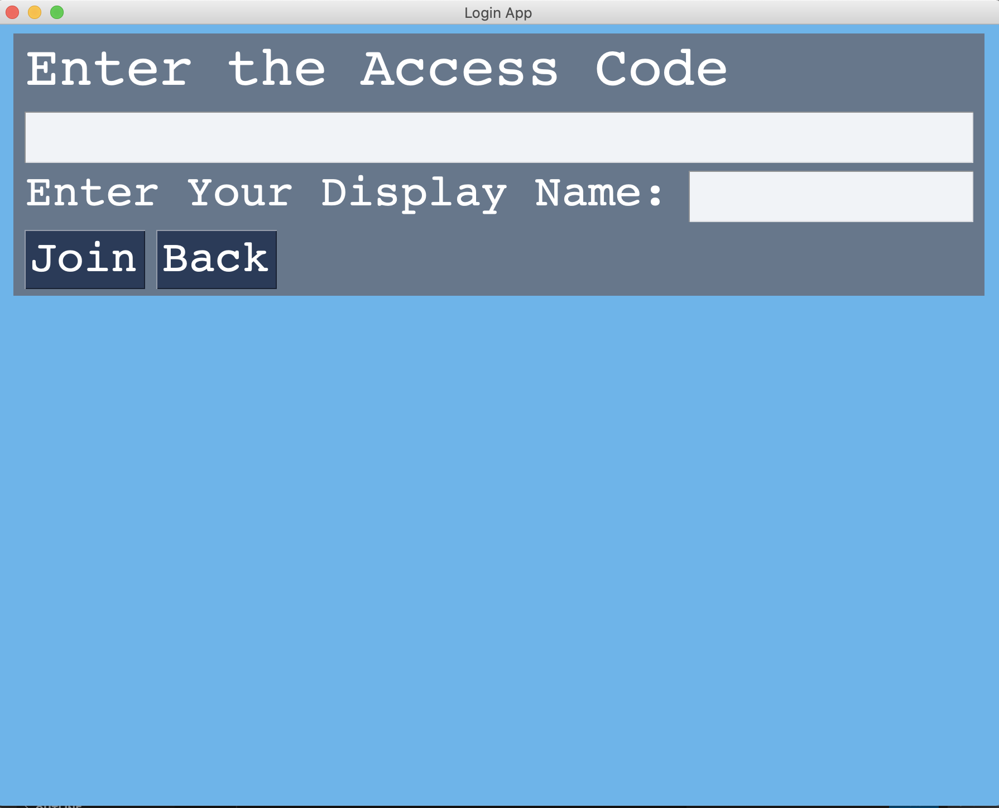 Login App
Enter the Access Code
Enter Your Display Name:
Join Back